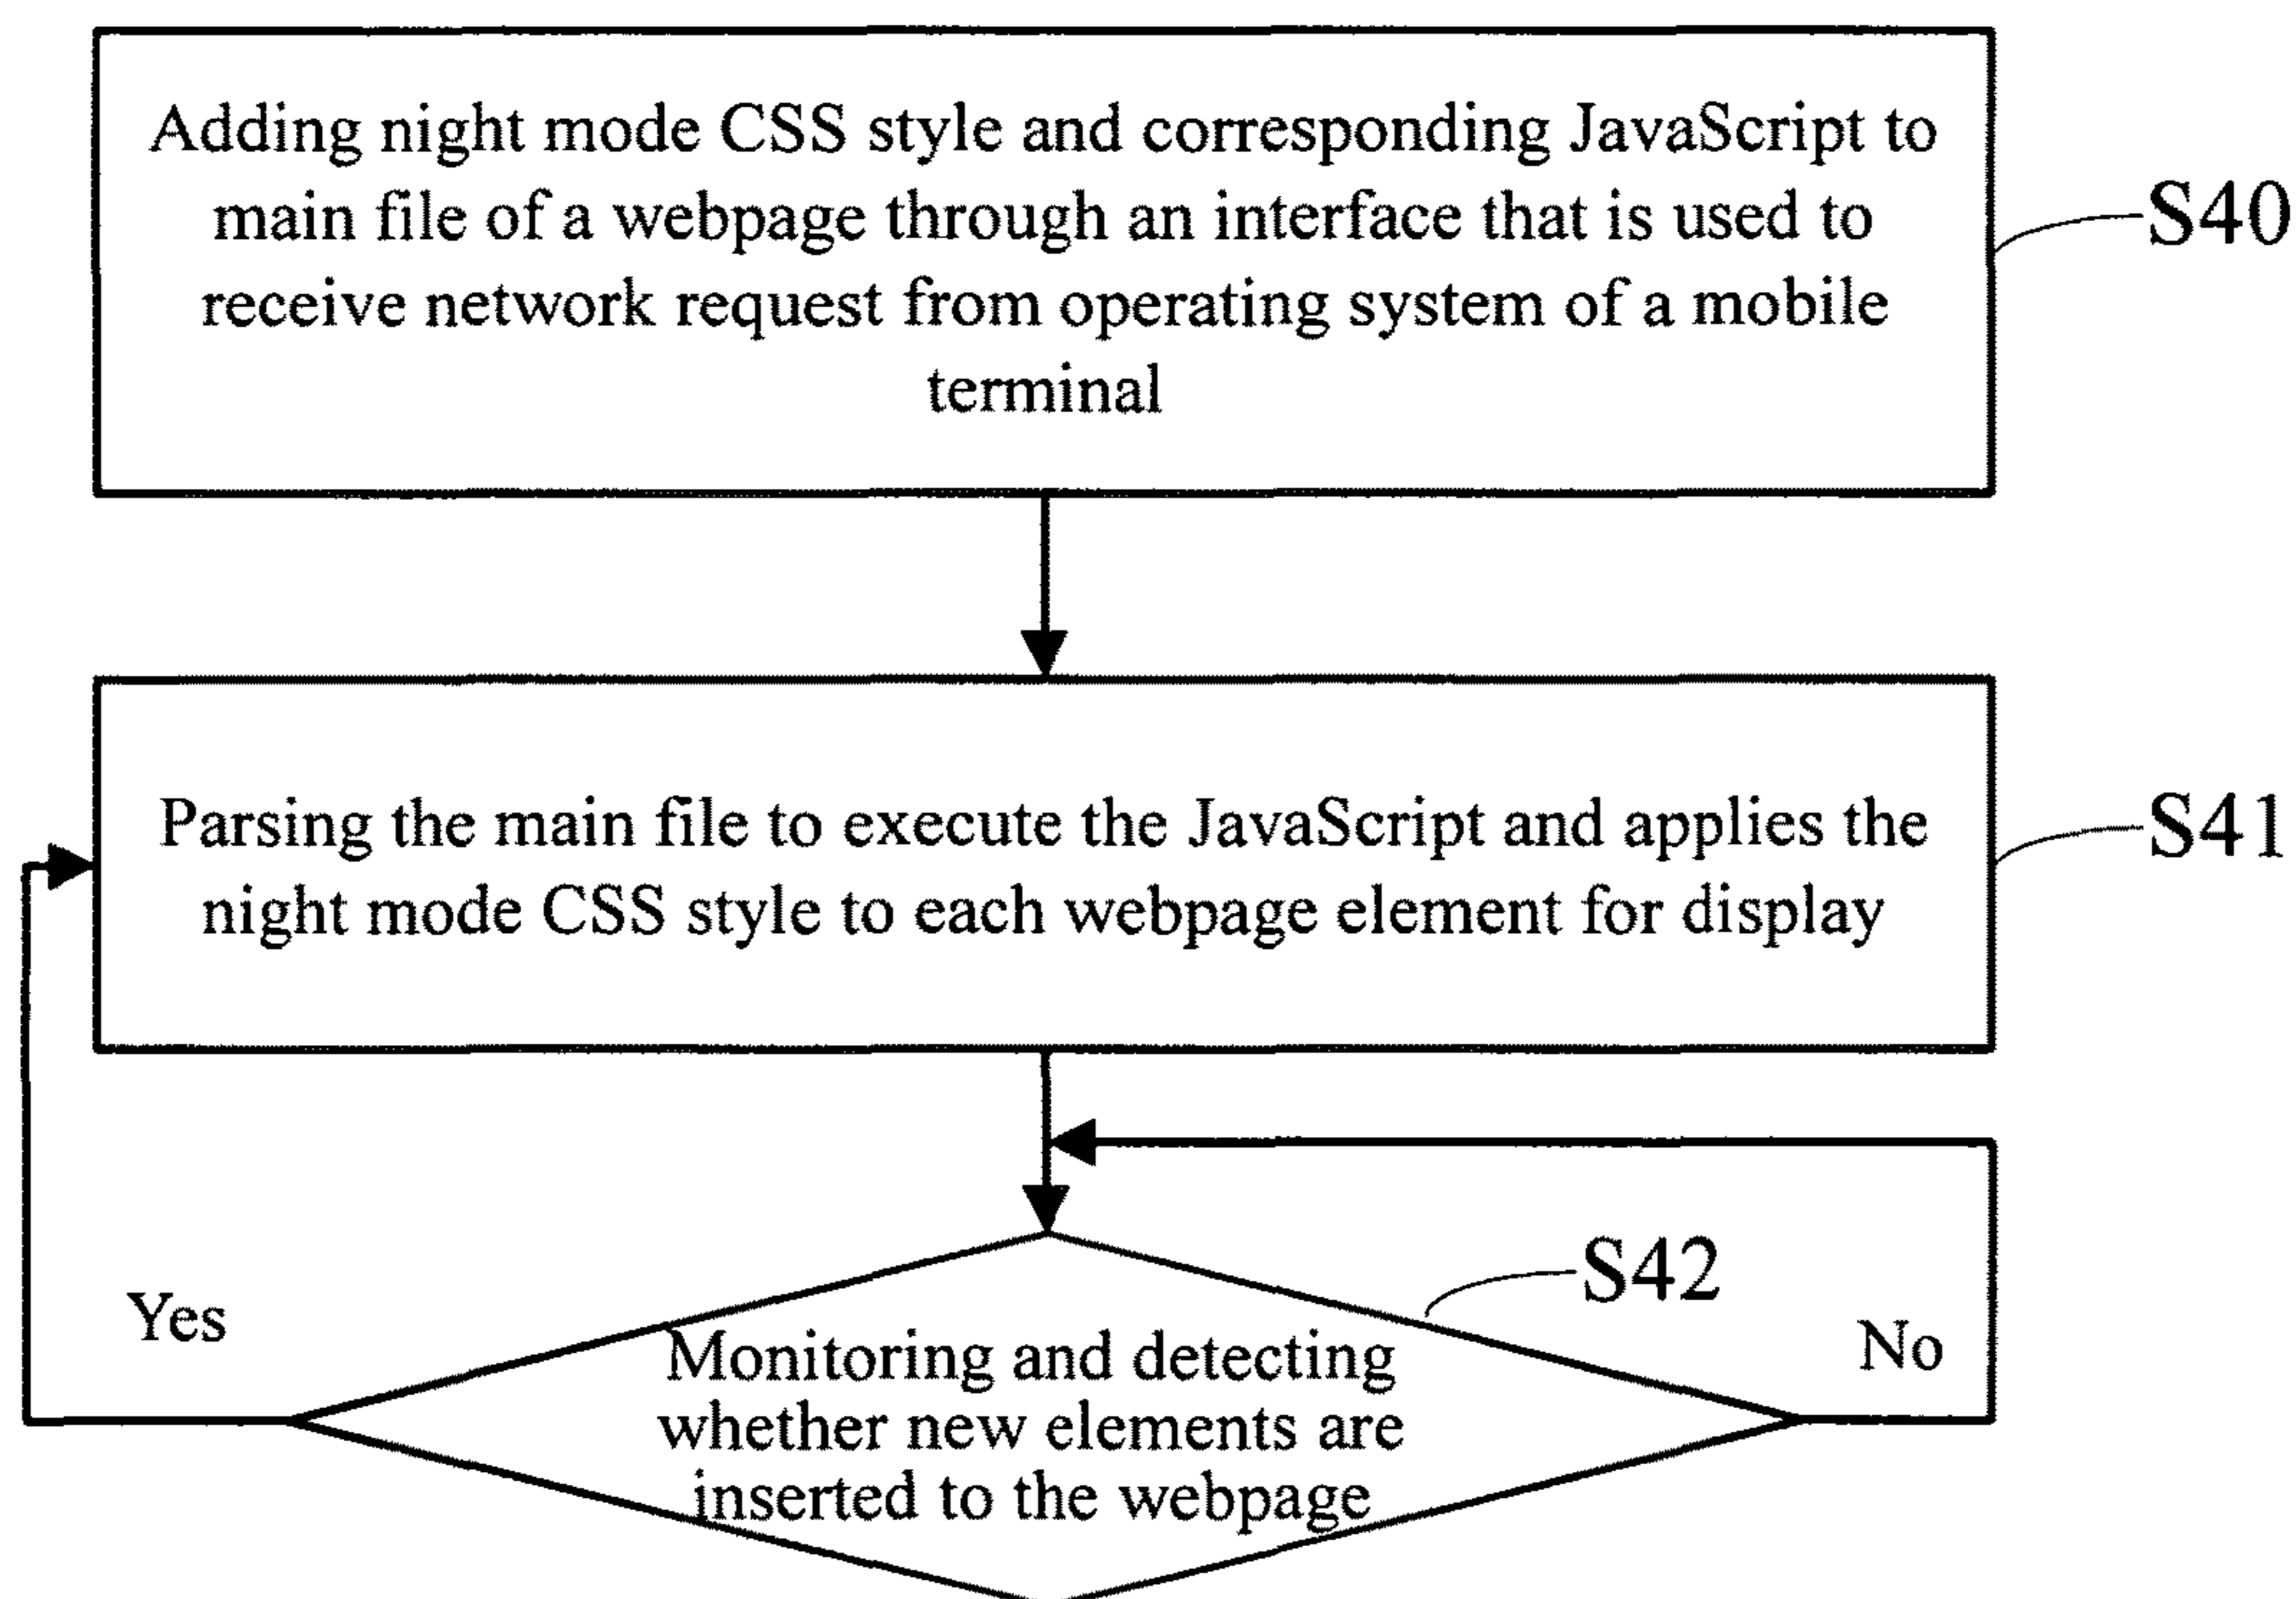 Adding night mode CSS style and corresponding JavaScript to
main file of a webpage through an interface that is used to
receive network request from operating system of a mobile
terminal
S40
Parsing the main file to execute the JavaScript and applies the
night mode CSS style to each webpage element for display
S41
S42
Yes
No
Monitoring and detecting
whether new elements are
inserted to the webpage